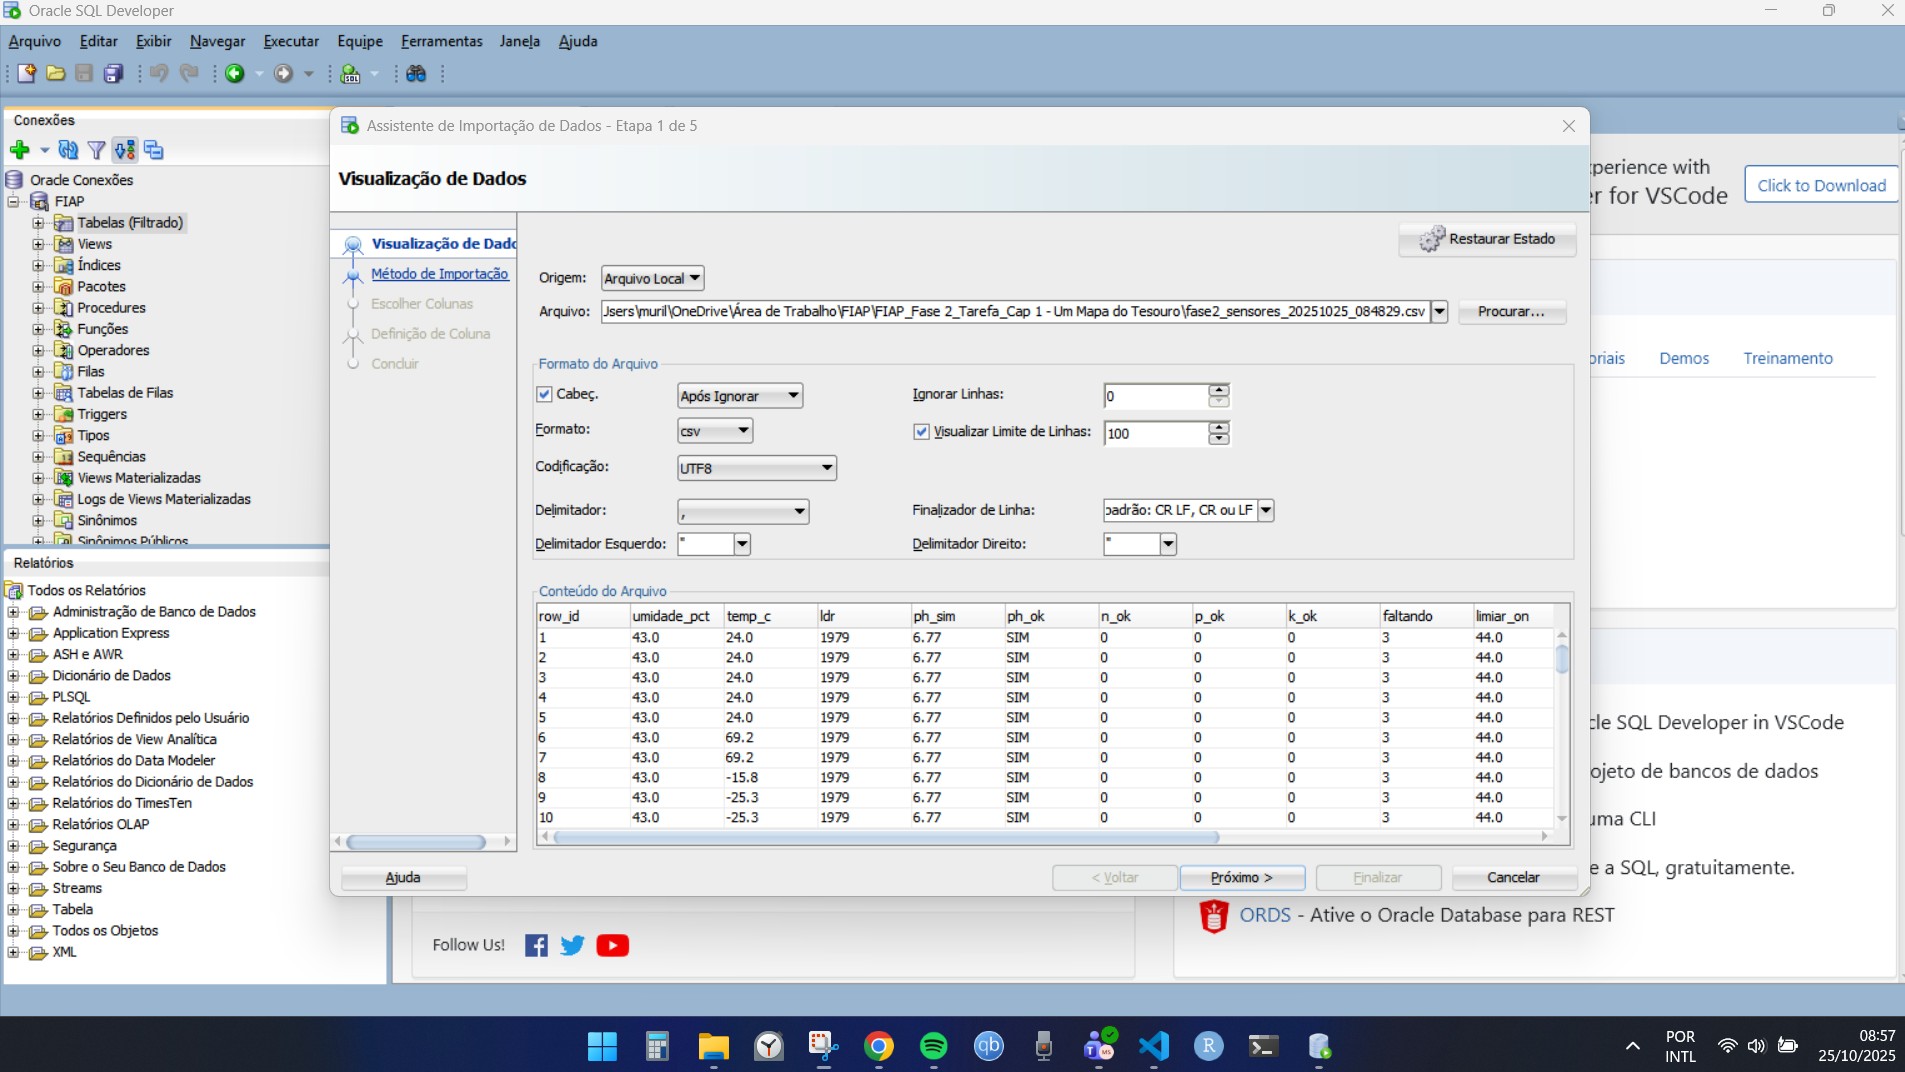 Oracle SQL Developer
Arquivo Editar Exibir Navegar Executar Equipe Ferramentas Janela Ajuda
Conexões
Oracle Conexões
FIAP
Tabelas (Filtrado)
Views
Índices
Pacotes
Procedures
Funções
Operadores
Filas
Tabelas de Filas
Triggers
Tipos
Sequências
Views Materializadas
Logs de Views Materializadas
Sinônimos
Sinônimos Públicos
Relatórios
Todos os Relatórios
Administração de Banco de Dados
Application Express
ASH e AWR
Dicionário de Dados
PLSQL
Relatórios Definidos pelo Usuário
Relatórios de View Analítica
Relatórios do Data Modeler
Relatórios do Dicionário de Dados
Relatórios do TimesTen
Relatórios OLAP
Segurança
Sobre o Seu Banco de Dados
Streams
Tabela
Todos os Objetos
XML
Assistente de Importação de Dados - Etapa 1 de 5
Visualização de Dados
Visualização de Dado
Método de Importação
Escolher Colunas
Definição de Coluna
Concluir
Restaurar Estado
Origem: Arquivo Local
Arquivo: Jsers\muril\OneDrive\Área de Trabalho\FIAP\FIAP_Fase 2_Tarefa_Cap 1 - Um Mapa do Tesouro\fase2_sensores_20251025_084829.csv Procurar...
Formato do Arquivo
Cabeç. Após Ignorar Ignorar Linhas: 0
Formato: csv Visualizar Limite de Linhas: 100
Codificação: UTF8
Delimitador: , Finalizador de Linha: padrão: CR LF, CR ou LF
Delimitador Esquerdo: " Delimitador Direito: "
Conteúdo do Arquivo
row_id umidade_pct temp_c ldr ph_sim ph_ok n_ok p_ok k_ok faltando limiar_on
1 43.0 24.0 1979 6.77 SIM 0 0 0 3 44.0
2 43.0 24.0 1979 6.77 SIM 0 0 0 3 44.0
3 43.0 24.0 1979 6.77 SIM 0 0 0 3 44.0
4 43.0 24.0 1979 6.77 SIM 0 0 0 3 44.0
5 43.0 24.0 1979 6.77 SIM 0 0 0 3 44.0
6 43.0 69.2 1979 6.77 SIM 0 0 0 3 44.0
7 43.0 69.2 1979 6.77 SIM 0 0 0 3 44.0
8 43.0 -15.8 1979 6.77 SIM 0 0 0 3 44.0
9 43.0 -25.3 1979 6.77 SIM 0 0 0 3 44.0
10 43.0 -25.3 1979 6.77 SIM 0 0 0 3 44.0
Ajuda < Voltar Próximo > Finalizar Cancelar
xperience with
er for VSCode
Click to Download
oriais Demos Treinamento
cle SQL Developer in VSCode
ojeto de bancos de dados
uma CLI
e a SQL, gratuitamente.
ORDS - Ative o Oracle Database para REST
Follow Us!
POR
INTL
08:57
25/10/2025